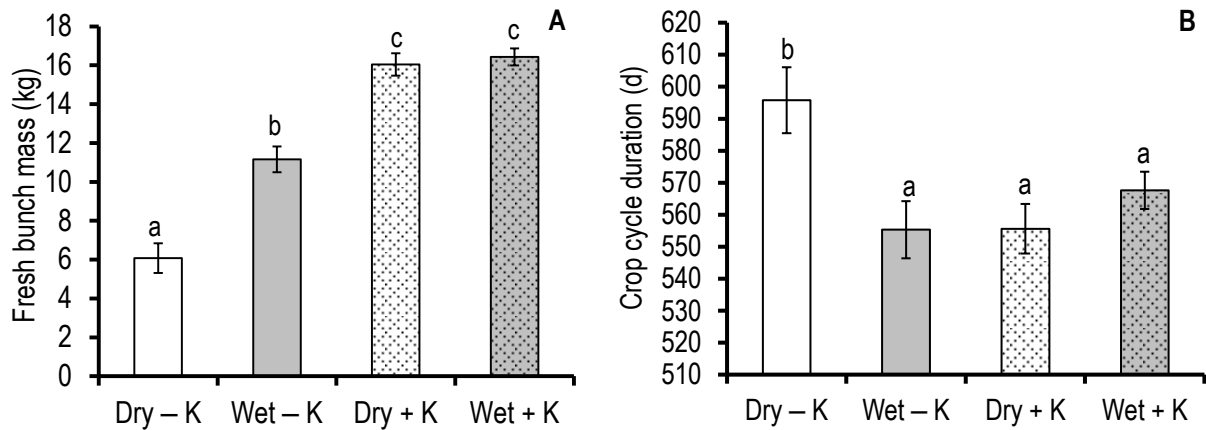 A
Fresh bunch mass (kg)
18
16
14
12
10
8
6
4
2
0
a
b
c
c
Dry – K
Wet – K
Dry + K
Wet + K
B
Crop cycle duration (d)
620
610
600
590
580
570
560
550
540
530
520
510
b
a
a
a
Dry – K
Wet – K
Dry + K
Wet + K